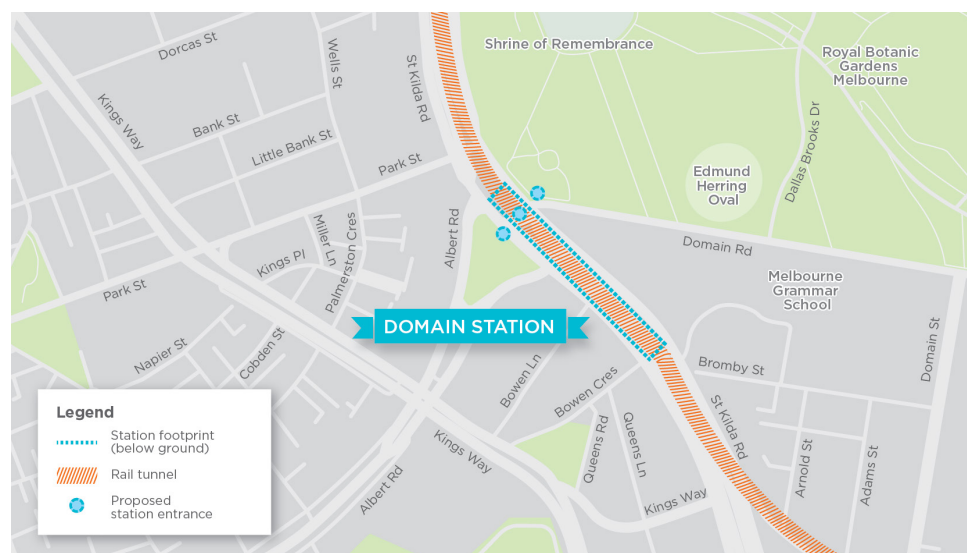 Dorcas St
Wells St
St Kilda Rd
Shrine of Remembrance
Royal Botanic
Gardens
Melbourne
Kings Way
Bank St
Little Bank St
Park St
Dallas Brooks Dr
Edmund
Herring
Oval
Miller Ln
Palmerston Cres
Albert Rd
Domain Rd
Kings Pl
Park St
Melbourne
Grammar
School
DOMAIN STATION
Napier St
Cobden St
Bowen Ln
Bowen Cres
Bromby St
Domain St
Legend
Station footprint
(below ground)
Rail tunnel
Proposed
station entrance
Albert Rd
Kings Way
Queens Rd
Queens Ln
Kings Way
St Kilda Rd
Arnold St
Adams St